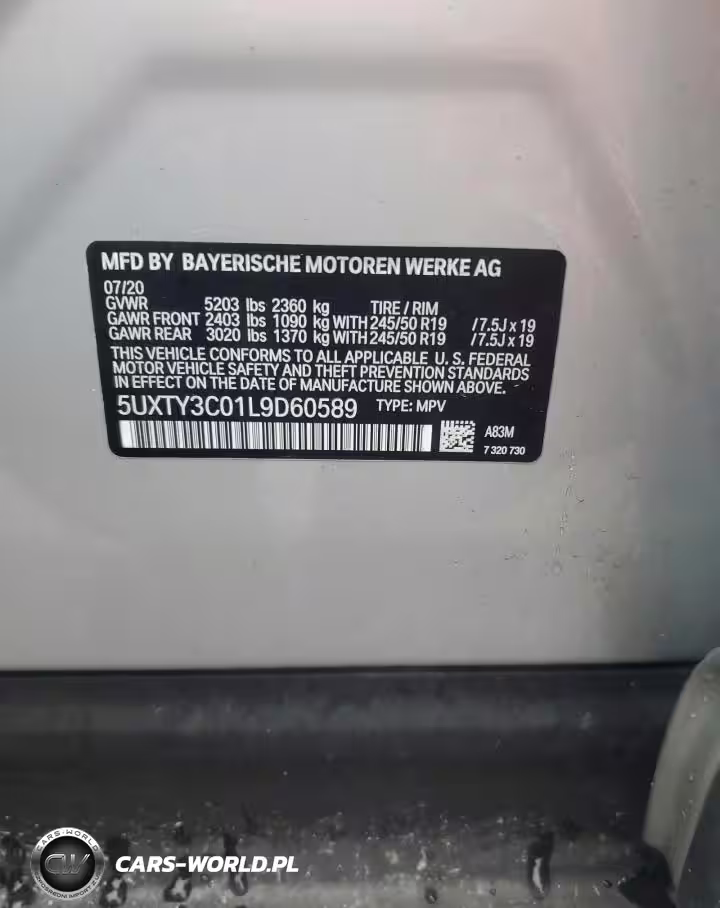 MFD BY BAYERISCHE MOTOREN WERKE AG
07/20
GVWR 5203 lbs 2360 kg TIRE / RIM
GAWR FRONT 2403 lbs 1090 kg WITH 245/50 R19 / 7.5J x 19
GAWR REAR 3020 lbs 1370 kg WITH 245/50 R19 / 7.5J x 19
THIS VEHICLE CONFORMS TO ALL APPLICABLE U. S. FEDERAL
MOTOR VEHICLE SAFETY AND THEFT PREVENTION STANDARDS
IN EFFECT ON THE DATE OF MANUFACTURE SHOWN ABOVE.
5UXTY3C01L9D60589 TYPE: MPV
A83M
7 320 730
CARS-WORLD
CW
CARS-WORLD.PL